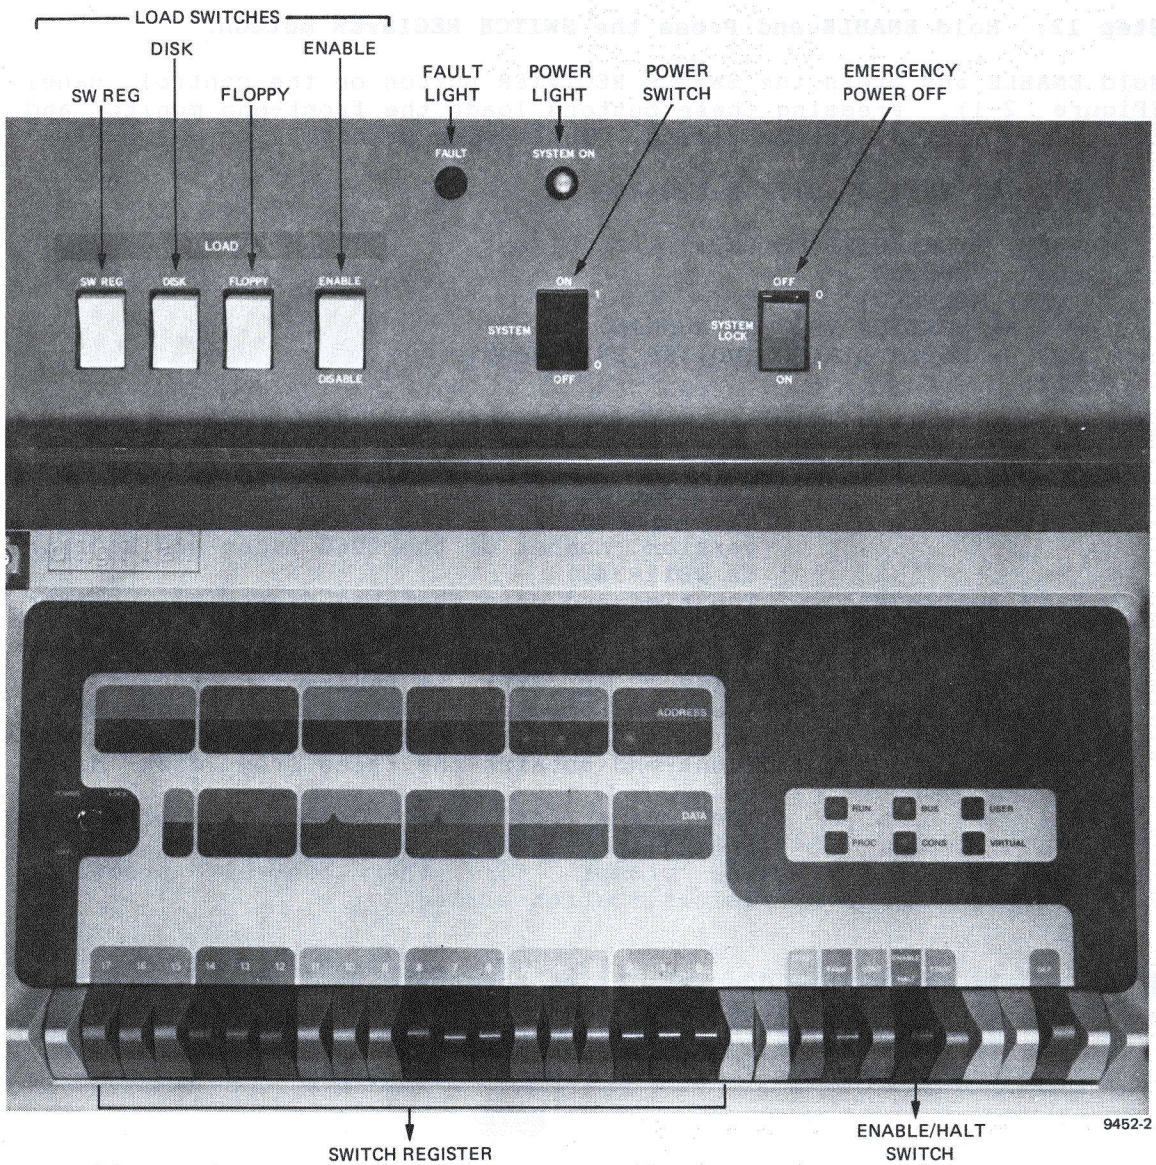 LOAD SWITCHES
DISK
ENABLE
SW REG
FLOPPY
FAULT
LIGHT
POWER
LIGHT
POWER
SWITCH
EMERGENCY
POWER OFF
FAULT
SYSTEM ON
LOAD
SW REG
DISK
FLOPPY
ENABLE
DISABLE
ON
1
SYSTEM
0
OFF
OFF
0
SYSTEM
LOCK
1
ON
ADDRESS
DATA
RUN
BUS
USER
PROC
CONS
VIRTUAL
17 16 15 14 13 12 11 10 9
ENABLE
SWITCH REGISTER
ENABLE/HALT
SWITCH
9452-2